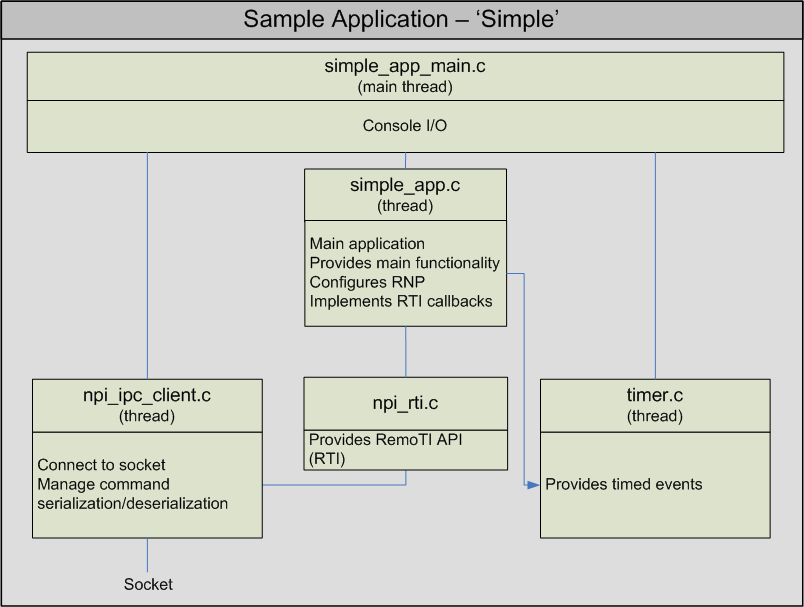 Sample Application – ‘Simple’
simple_app_main.c
(main thread)
Console I/O
simple_app.c
(thread)
Main application
Provides main functionality
Configures RNP
Implements RTI callbacks
npi_ipc_client.c
(thread)
Connect to socket
Manage command
serialization/deserialization
npi_rti.c
Provides RemoTI API
(RTI)
timer.c
(thread)
Provides timed events
Socket